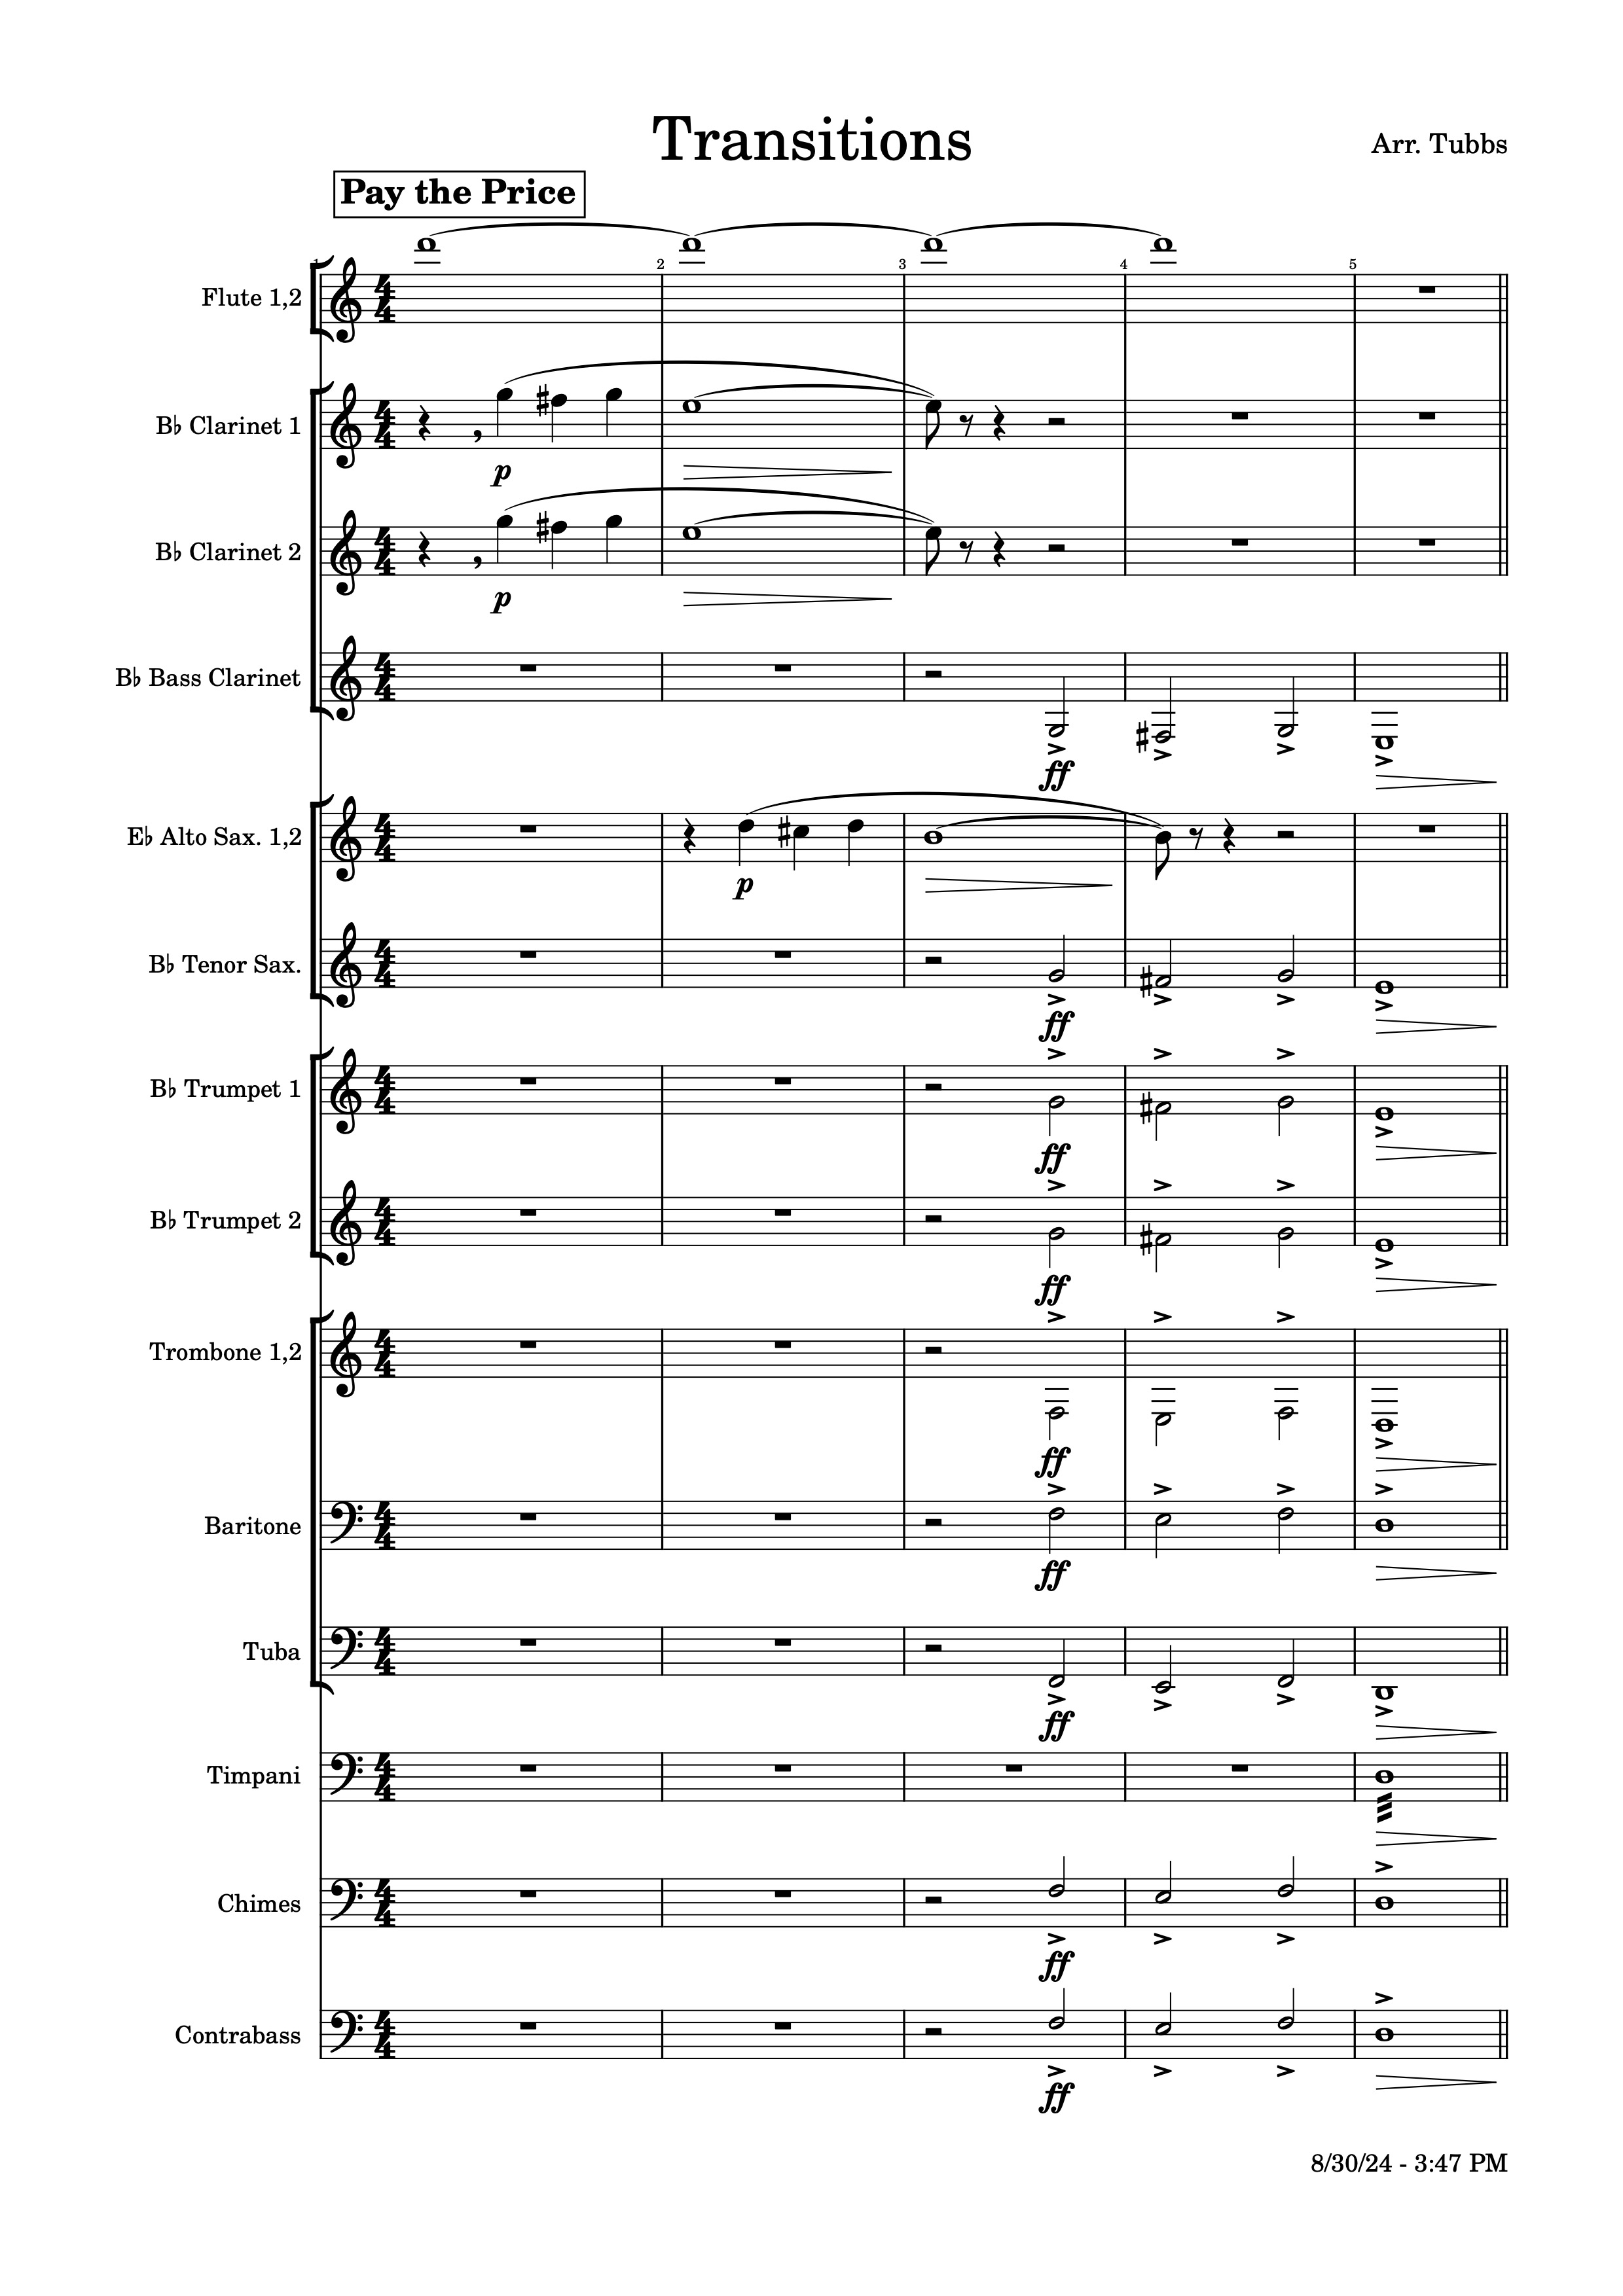 Transitions
Arr. Tubbs
Pay the Price
1 2 3 4 5
Flute 1,2
B♭ Clarinet 1
p
B♭ Clarinet 2
p
B♭ Bass Clarinet
ff
E♭ Alto Sax. 1,2
p
B♭ Tenor Sax.
ff
B♭ Trumpet 1
ff
B♭ Trumpet 2
ff
Trombone 1,2
ff
Baritone
ff
Tuba
ff
Timpani
Chimes
ff
Contrabass
ff
8/30/24 - 3:47 PM